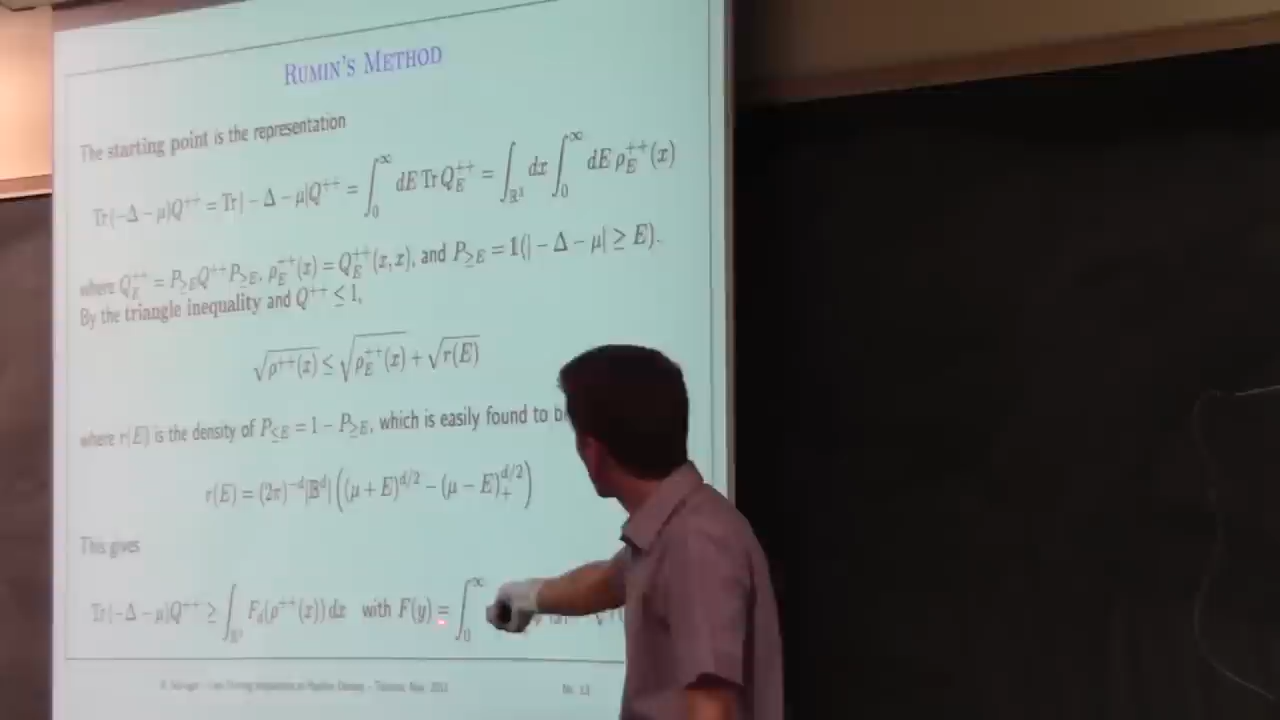 RUMIN'S METHOD
The starting point is the representation
Tr(−Δ − μ)Q⁺⁺ = Tr| − Δ − μ|Q⁺⁺ = ∫₀^∞ dE Tr Q_E⁺⁺ = ∫_ℝᵈ dx ∫₀^∞ dE ρ_E⁺⁺(x)
where Q_E⁺⁺ = P_≥E Q⁺⁺P_≥E, ρ_E⁺⁺(x) = Q_E⁺⁺(x, x), and P_≥E = 1(| − Δ − μ| ≥ E).
By the triangle inequality and Q⁺⁺ ≤ 1,
√ρ⁺⁺(x) ≤ √ρ_E⁺⁺(x) + √r(E)
where r(E) is the density of P_≤E = 1 − P_≥E, which is easily found to b
r(E) = (2π)⁻ᵈ|𝔹ᵈ| ((μ + E)^{d/2} − (μ − E)₊^{d/2})
This gives
Tr(−Δ − μ)Q⁺⁺ ≥ ∫_ℝᵈ F_d(ρ⁺⁺(x)) dx with F(y) = ∫₀^∞